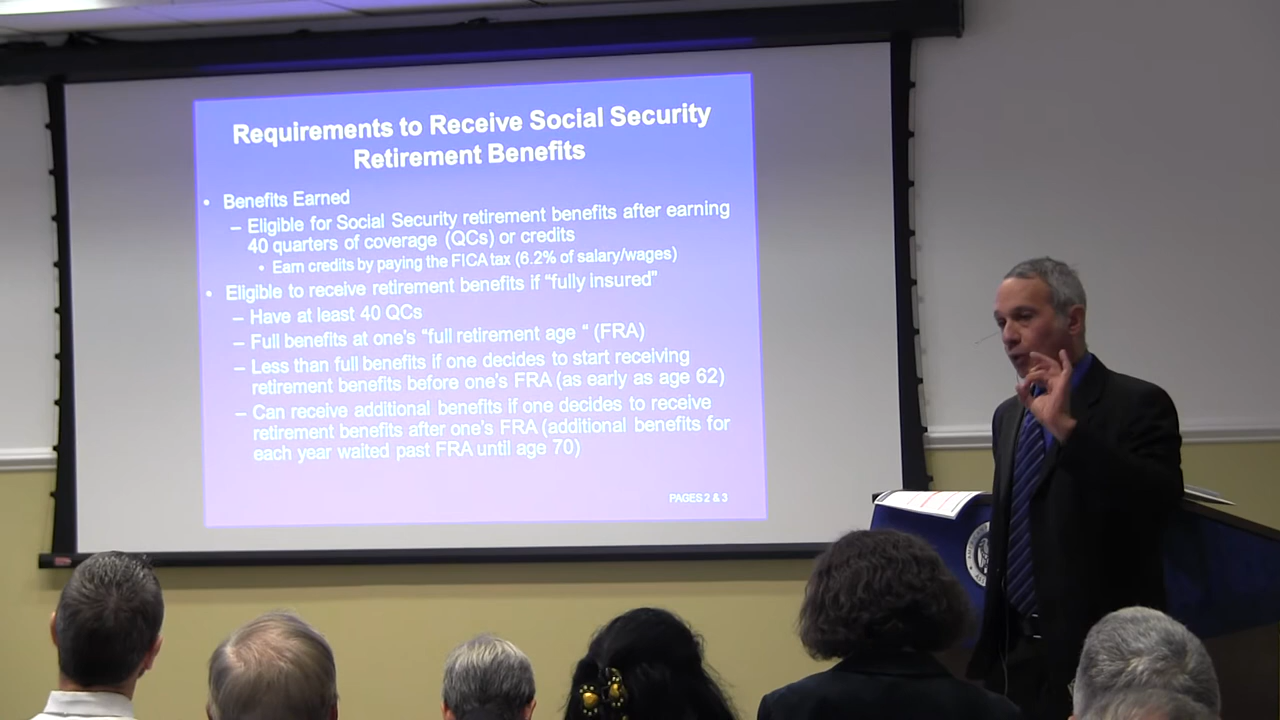 Requirements to Receive Social Security
Retirement Benefits
• Benefits Earned
– Eligible for Social Security retirement benefits after earning
40 quarters of coverage (QCs) or credits
• Earn credits by paying the FICA tax (6.2% of salary/wages)
• Eligible to receive retirement benefits if “fully insured”
– Have at least 40 QCs
– Full benefits at one's “full retirement age “ (FRA)
– Less than full benefits if one decides to start receiving
retirement benefits before one's FRA (as early as age 62)
– Can receive additional benefits if one decides to receive
retirement benefits after one's FRA (additional benefits for
each year waited past FRA until age 70)
PAGES 2 & 3